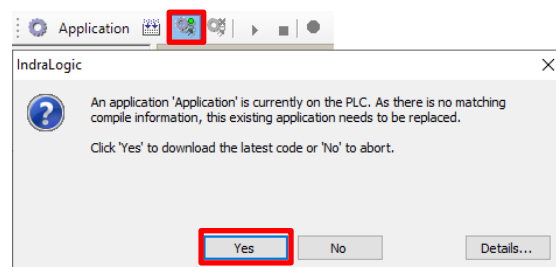 Application
IndraLogic
An application 'Application' is currently on the PLC. As there is no matching
compile information, this existing application needs to be replaced.
Click 'Yes' to download the latest code or 'No' to abort.
Yes
No
Details...